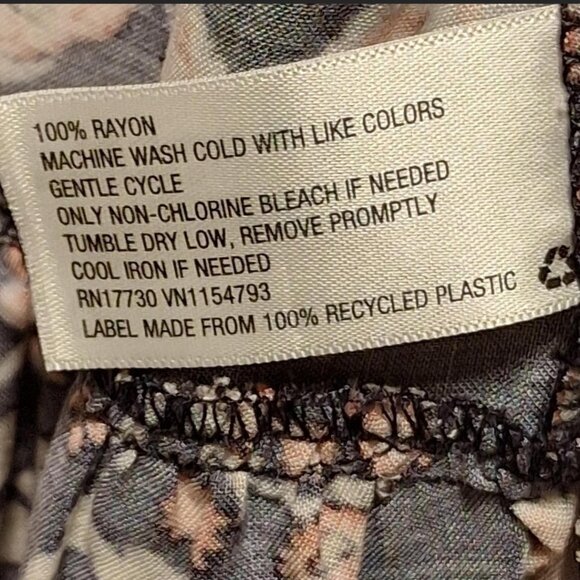 100% RAYON
MACHINE WASH COLD WITH LIKE COLORS
GENTLE CYCLE
ONLY NON-CHLORINE BLEACH IF NEEDED
TUMBLE DRY LOW, REMOVE PROMPTLY
COOL IRON IF NEEDED
RN17730 VN1154793
LABEL MADE FROM 100% RECYCLED PLASTIC